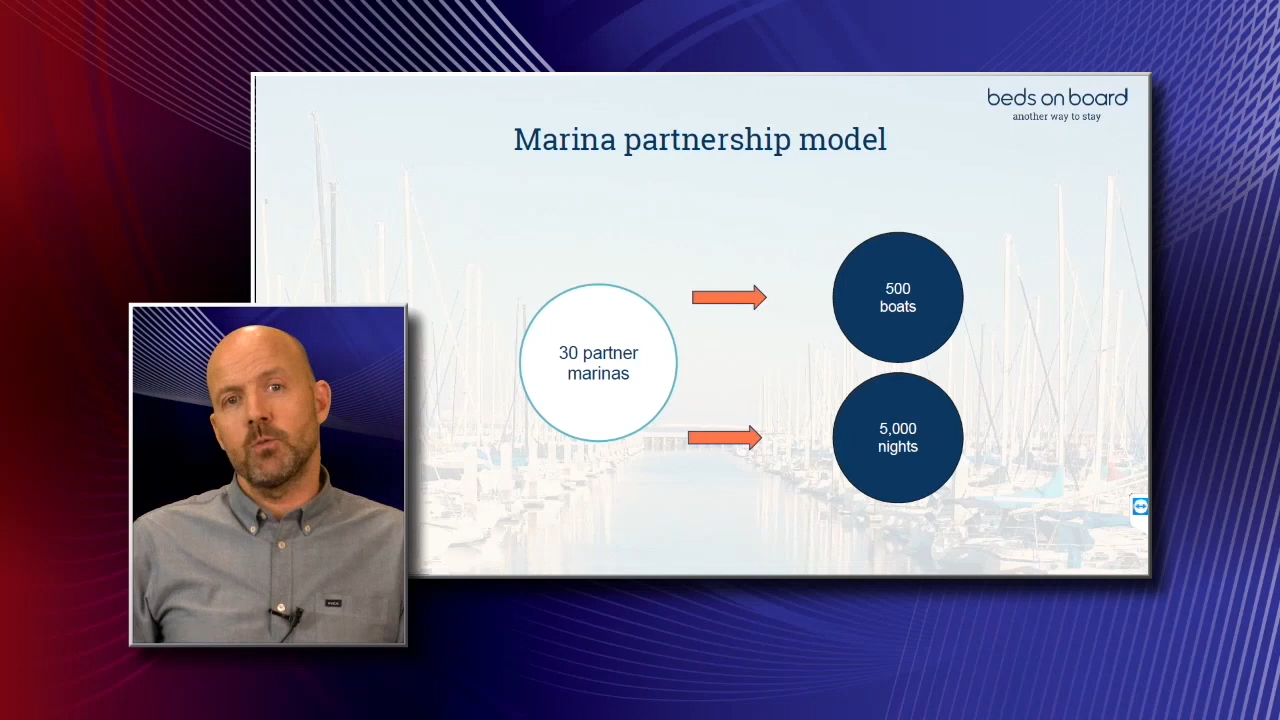 beds on board
another way to stay
Marina partnership model
500
boats
30 partner
marinas
5,000
nights